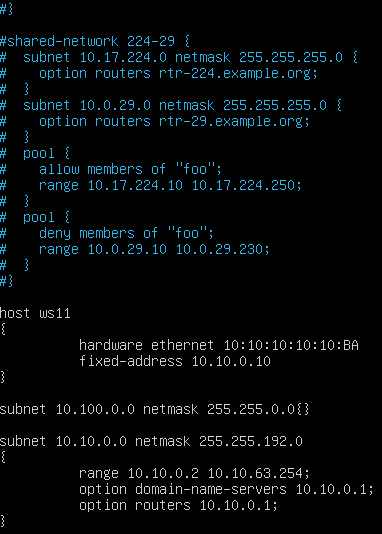 #}
#shared-network 224-29 {
#  subnet 10.17.224.0 netmask 255.255.255.0 {
#    option routers rtr-224.example.org;
#  }
#  subnet 10.0.29.0 netmask 255.255.255.0 {
#    option routers rtr-29.example.org;
#  }
#  pool {
#    allow members of "foo";
#    range 10.17.224.10 10.17.224.250;
#  }
#  pool {
#    deny members of "foo";
#    range 10.0.29.10 10.0.29.230;
#  }
#}
host ws11
{
        hardware ethernet 10:10:10:10:10:BA
        fixed-address 10.10.0.10
}
subnet 10.100.0.0 netmask 255.255.0.0{}
subnet 10.10.0.0 netmask 255.255.192.0
{
        range 10.10.0.2 10.10.63.254;
        option domain-name-servers 10.10.0.1;
        option routers 10.10.0.1;
}